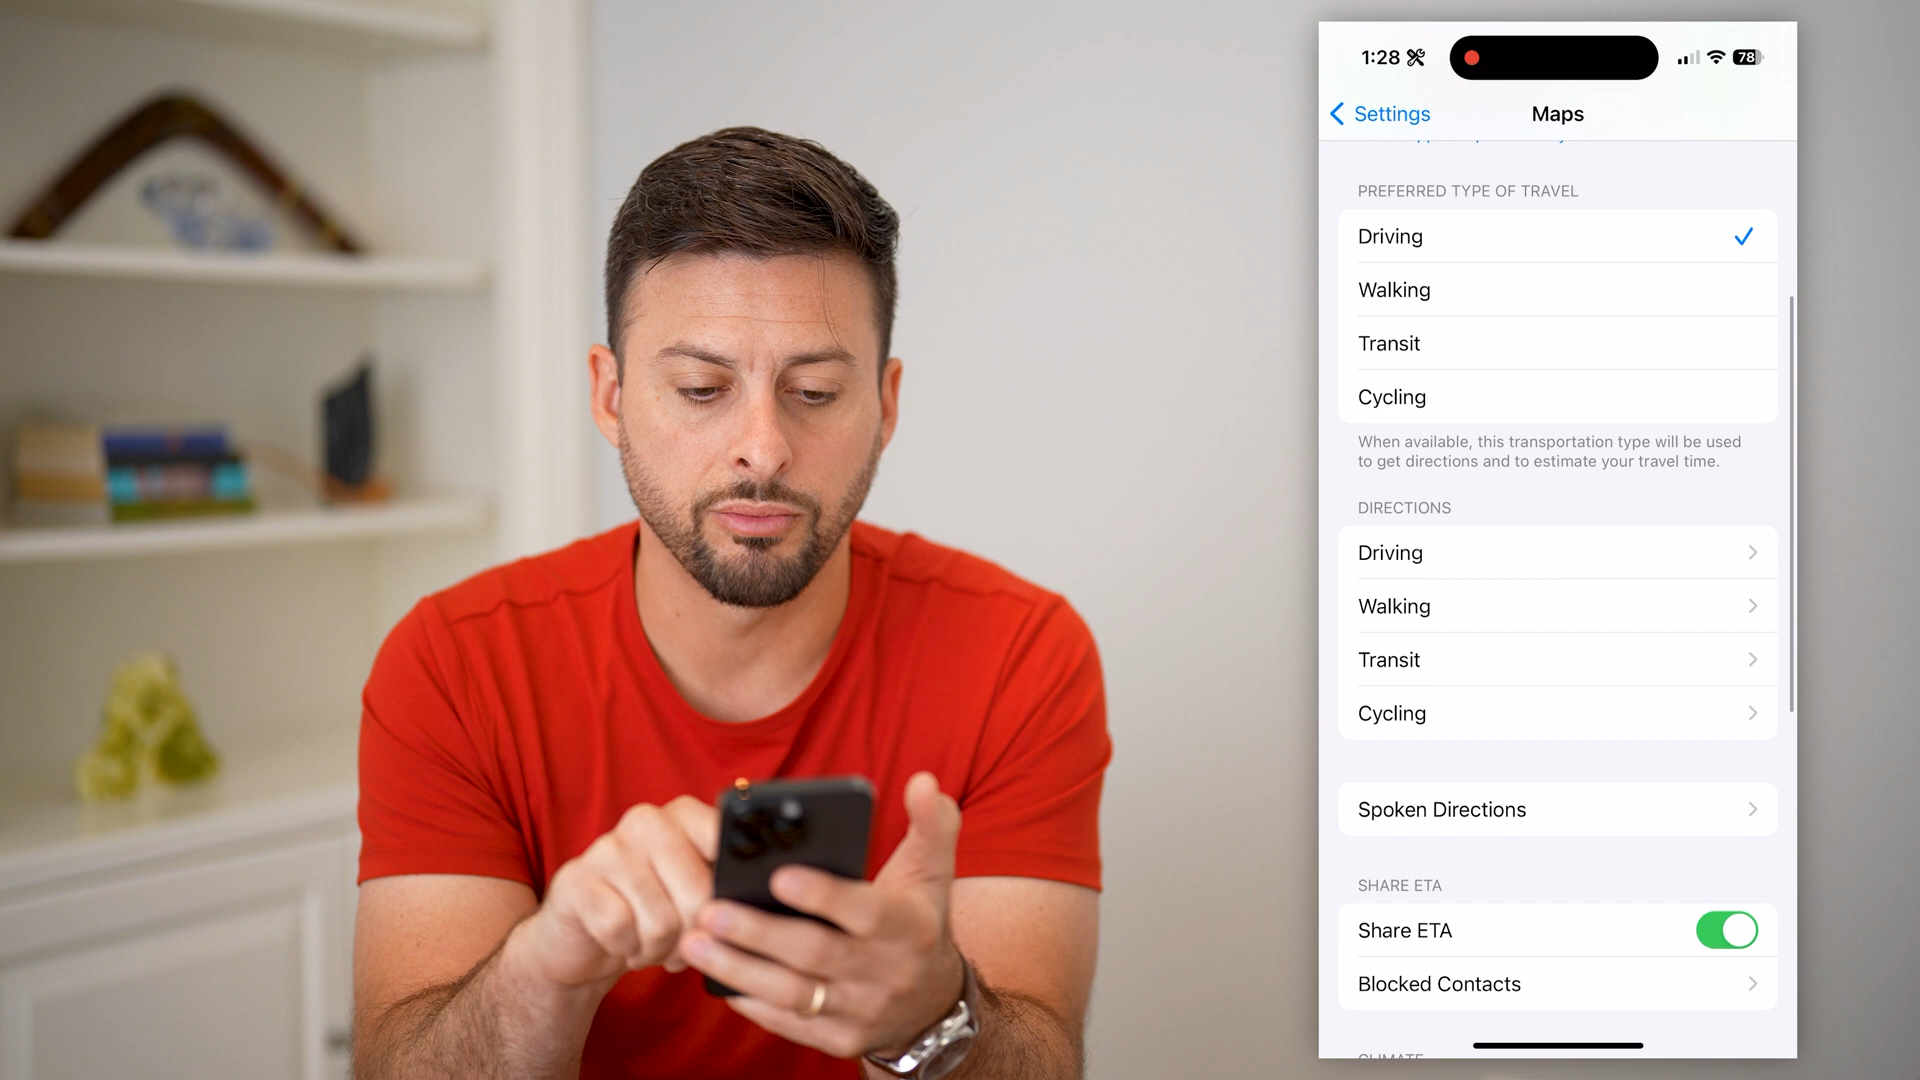 1:28
78
Settings
Maps
PREFERRED TYPE OF TRAVEL
Driving
Walking
Transit
Cycling
When available, this transportation type will be used
to get directions and to estimate your travel time.
DIRECTIONS
Driving
Walking
Transit
Cycling
Spoken Directions
SHARE ETA
Share ETA
Blocked Contacts